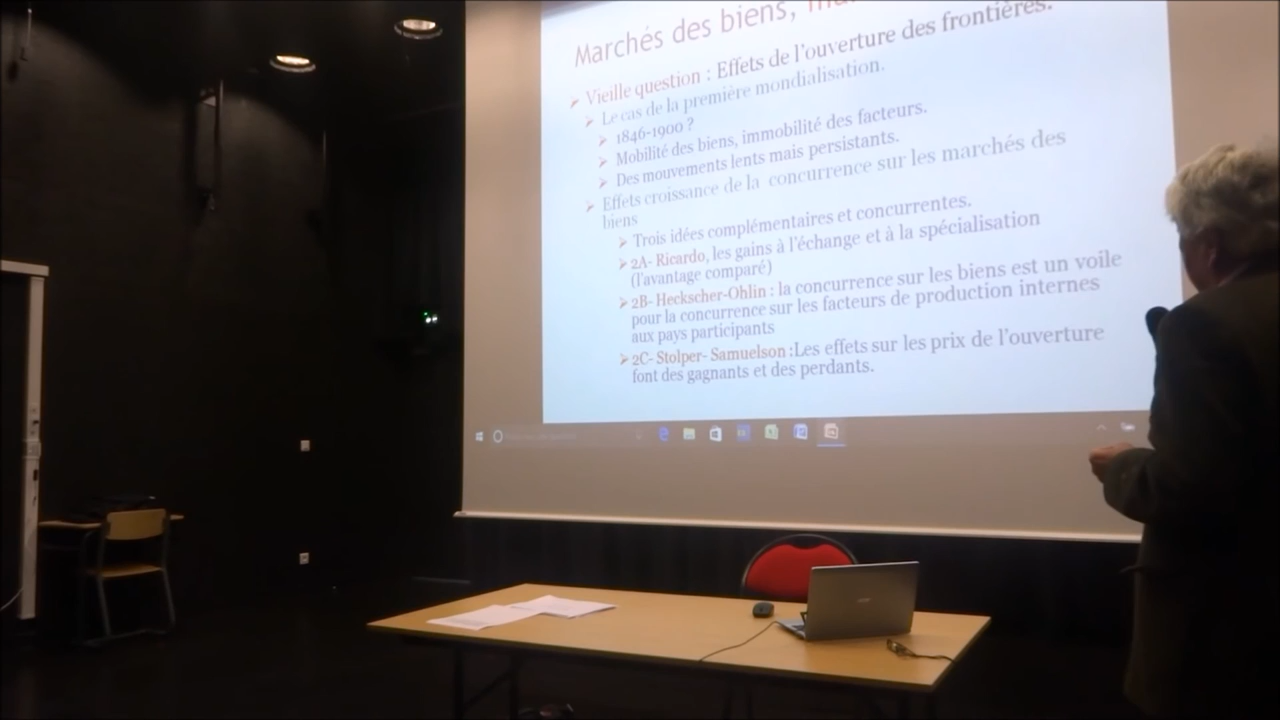 Marchés des biens,
Vieille question : Effets de l'ouverture des frontières.
Le cas de la première mondialisation.
1846-1900 ?
Mobilité des biens, immobilité des facteurs.
Des mouvements lents mais persistants.
Effets croissance de la concurrence sur les marchés des
biens
Trois idées complémentaires et concurrentes.
2A- Ricardo, les gains à l'échange et à la spécialisation
(l'avantage comparé)
2B- Heckscher-Ohlin : la concurrence sur les biens est un voile
pour la concurrence sur les facteurs de production internes
aux pays participants
2C- Stolper- Samuelson :Les effets sur les prix de l'ouverture
font des gagnants et des perdants.